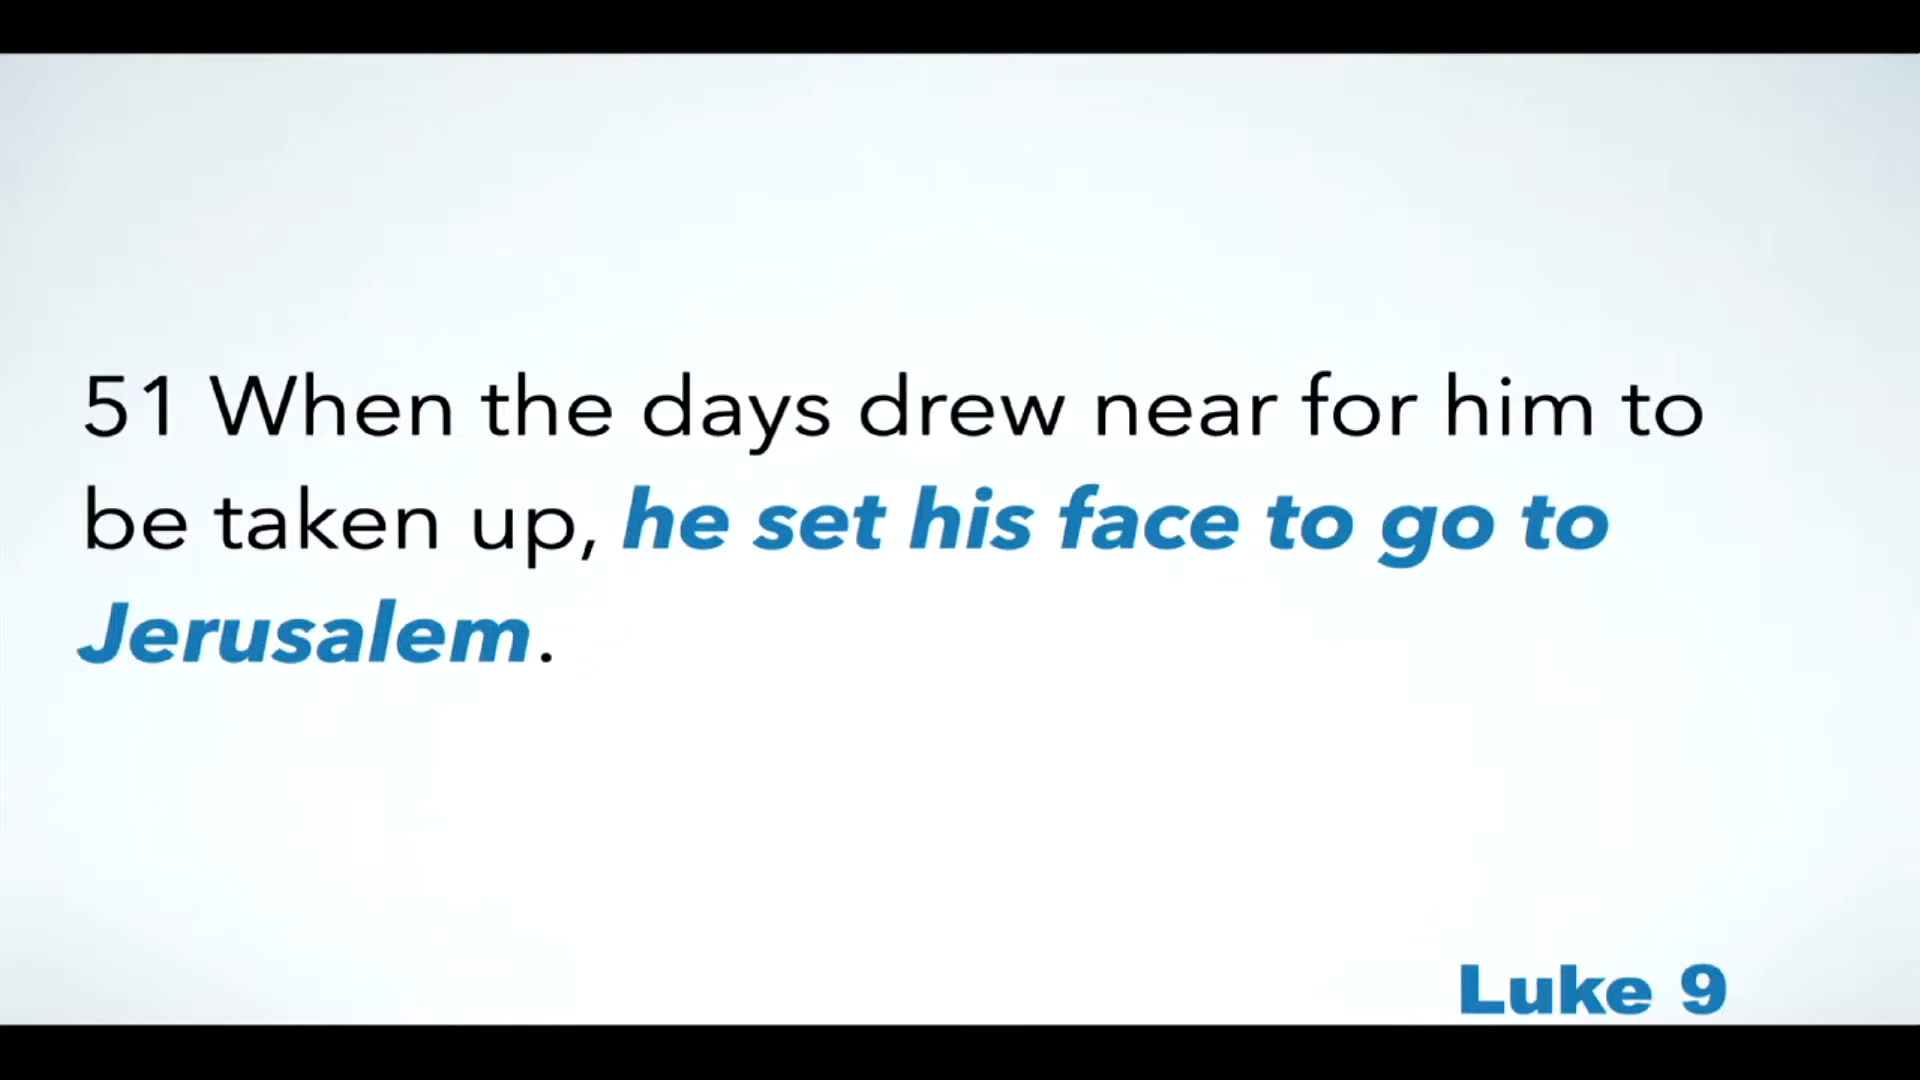 51 When the days drew near for him to
be taken up, he set his face to go to
Jerusalem.
Luke 9